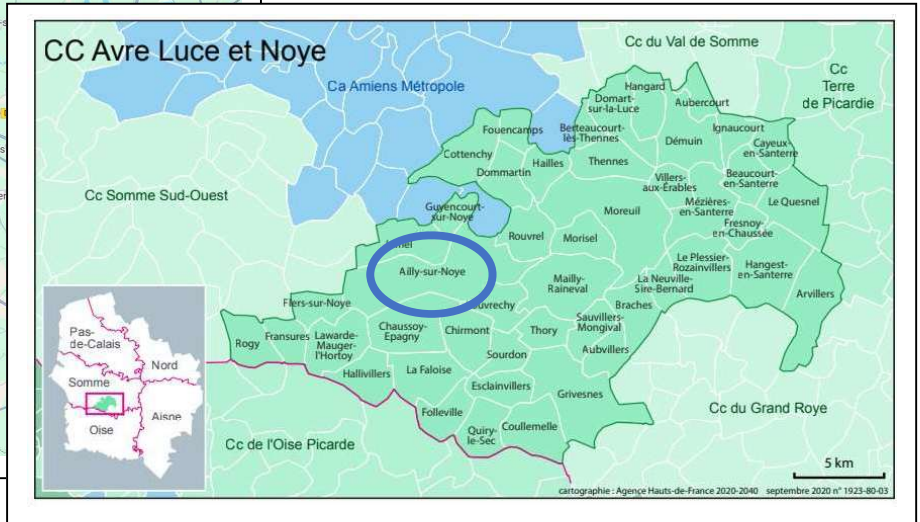 CC Avre Luce et Noye
Cc du Val de Somme
Ca Amiens Métropole
Cc
Terre
de Picardie
Hangard
Domart-
sur-la-Luce
Aubercourt
Fouencamps
Berteaucourt-
lès-Thennes
Ignaucourt
Démuin
Cayeux-
en-Santerre
Cottenchy
Hailles
Thennes
Dommartin
Villers-
aux-Érables
Beaucourt-
en-Santerre
Cc Somme Sud-Ouest
Guyencourt-
sur-Noye
Moreuil
Mézières-
en-Santerre
Le Quesnel
Fresnoy-
en-Chaussée
Rouvrel
Morisel
Ailly-sur-Noye
Le Plessier-
Rozainvillers
Hangest-
en-Santerre
Mailly-
Raineval
La Neuville-
Sire-Bernard
Arvillers
Flers-sur-Noye
Braches
Sauvillers-
Mongival
Rogy
Fransures
Lawarde-
Mauger-
l'Hortoy
Chaussoy-
Epagny
Chirmont
Thory
Aubvillers
Sourdon
Hallivillers
La Faloise
Esclainvillers
Grivesnes
Folleville
Quiry-
le-Sec
Coullemelle
Cc du Grand Roye
Cc de l'Oise Picarde
Pas-
de-Calais
Nord
Somme
Aisne
Oise
5 km
cartographie : Agence Hauts-de-France 2020-2040 septembre 2020 n° 1923-80-03